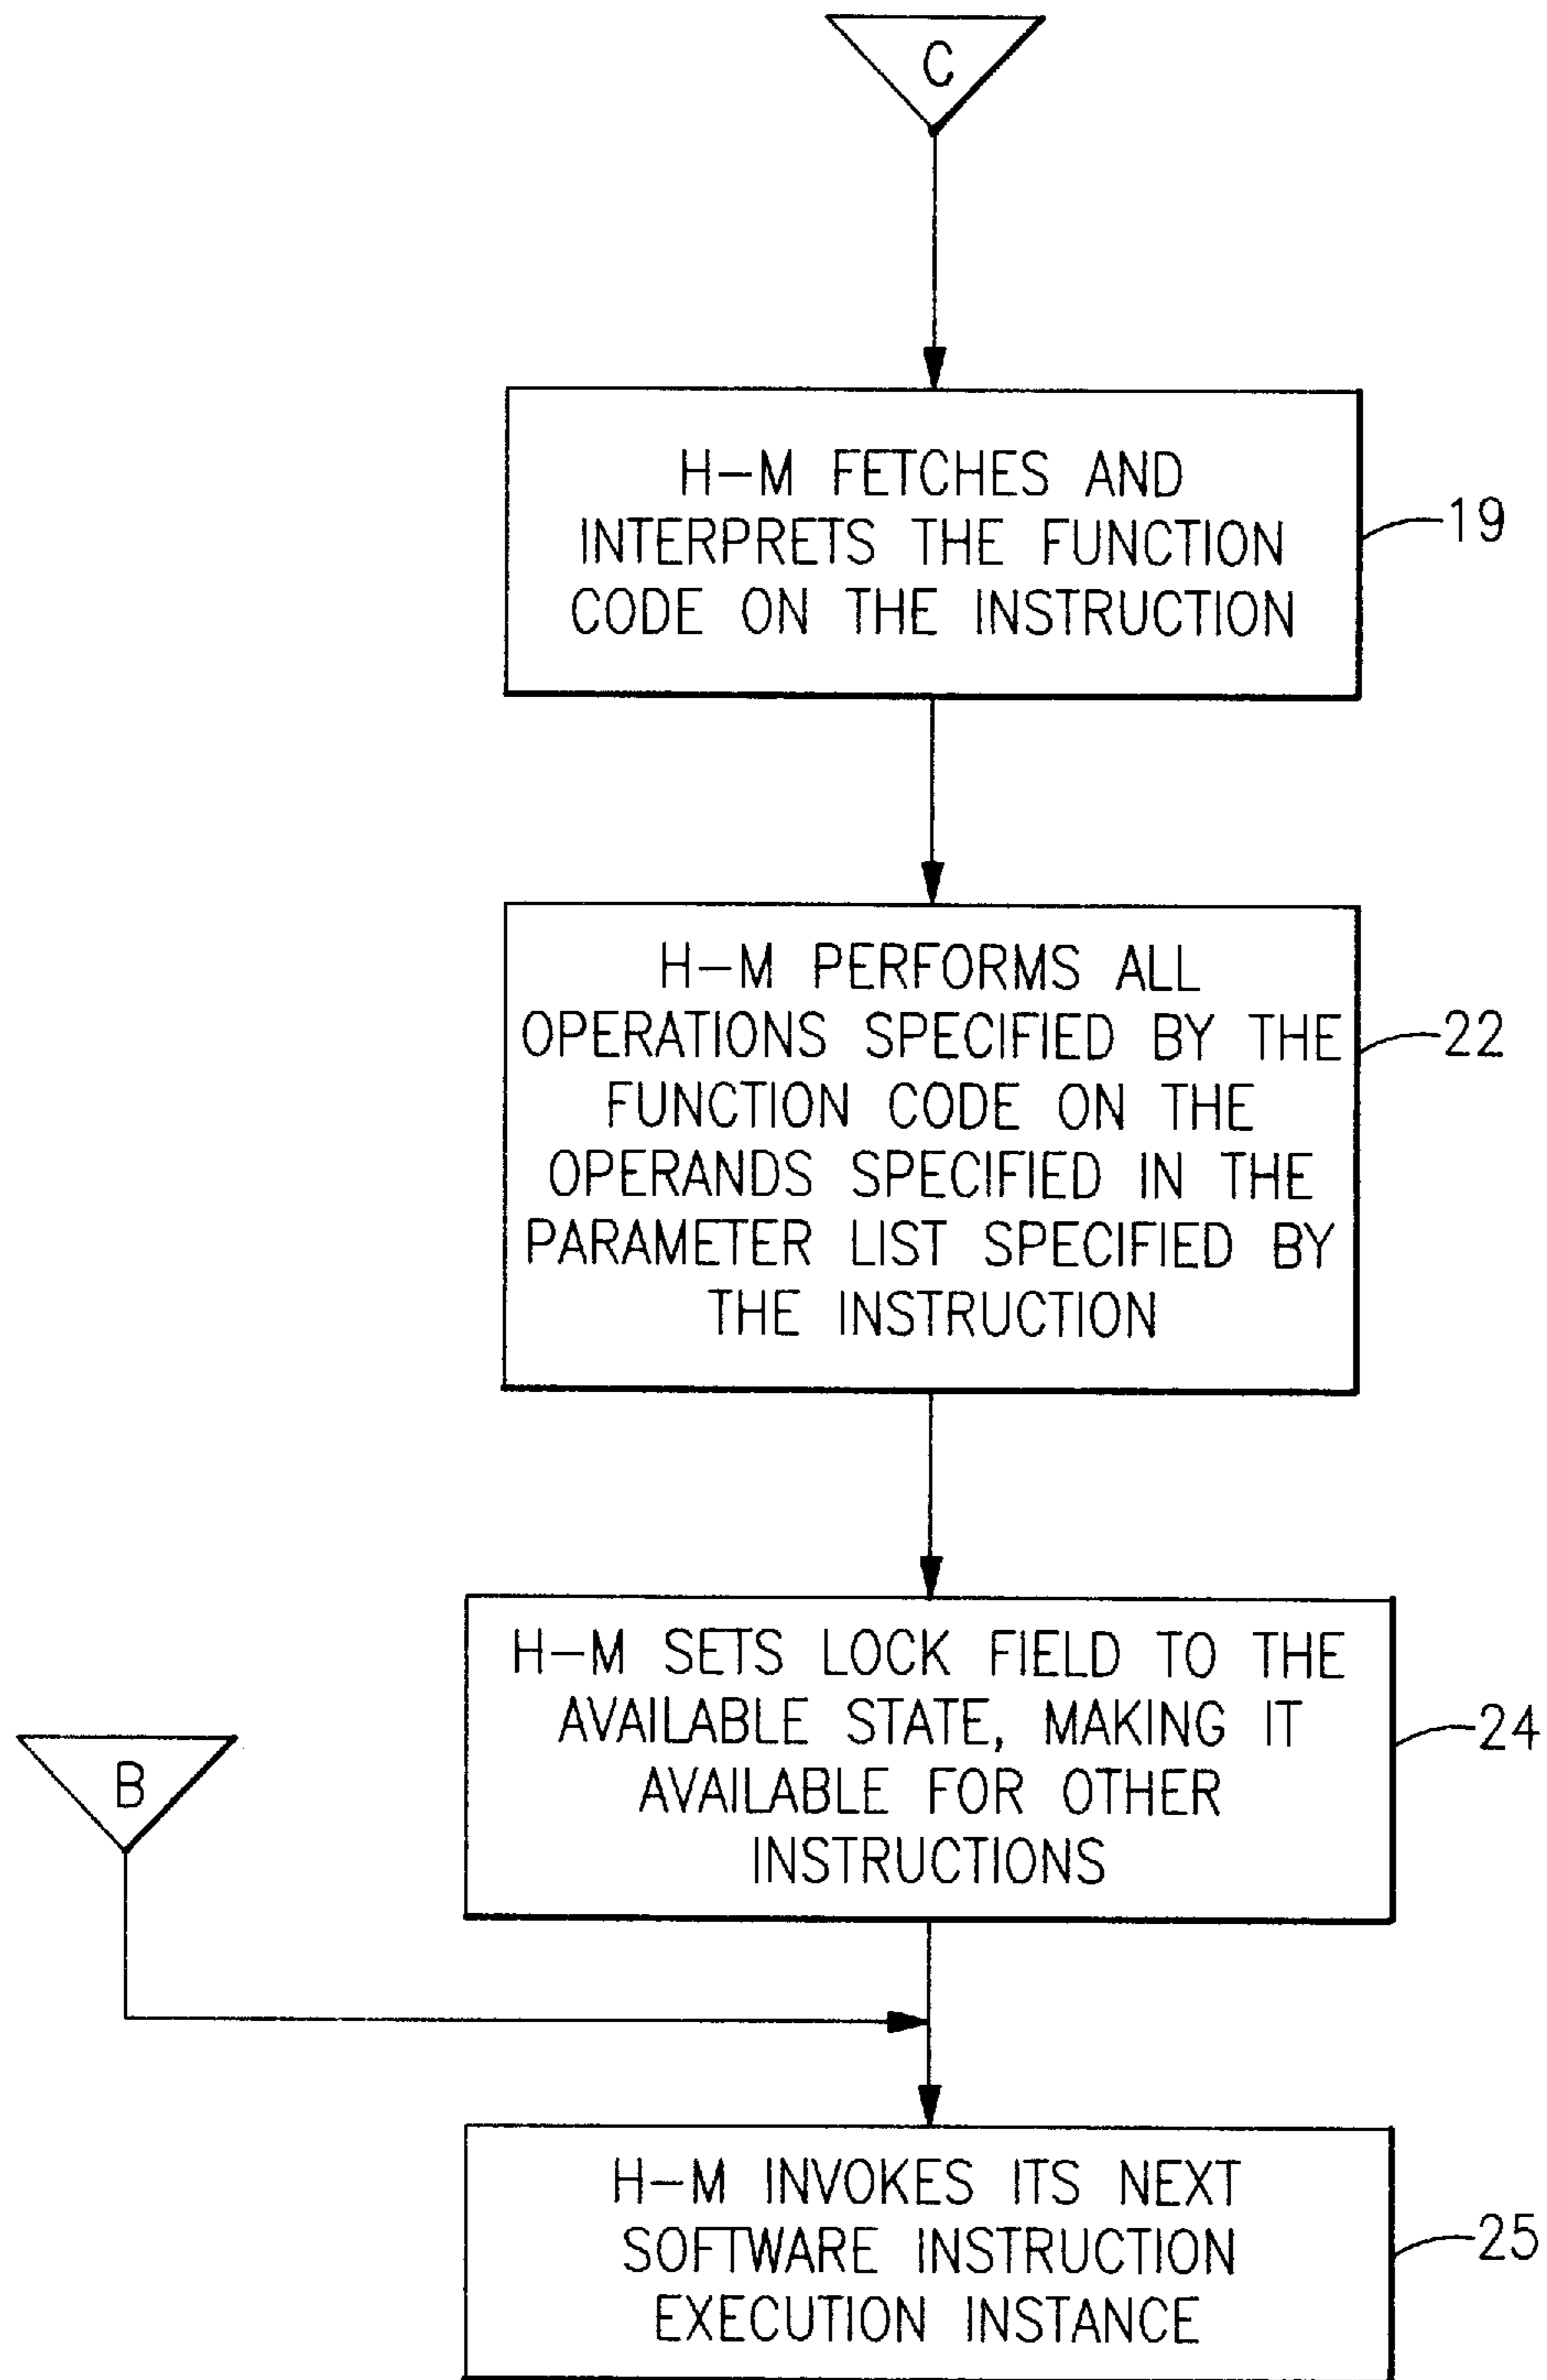 C
H-M FETCHES AND
INTERPRETS THE FUNCTION
CODE ON THE INSTRUCTION
19
H-M PERFORMS ALL
OPERATIONS SPECIFIED BY THE
FUNCTION CODE ON THE
OPERANDS SPECIFIED IN THE
PARAMETER LIST SPECIFIED BY
THE INSTRUCTION
22
H-M SETS LOCK FIELD TO THE
AVAILABLE STATE, MAKING IT
AVAILABLE FOR OTHER
INSTRUCTIONS
24
B
H-M INVOKES ITS NEXT
SOFTWARE INSTRUCTION
EXECUTION INSTANCE
25